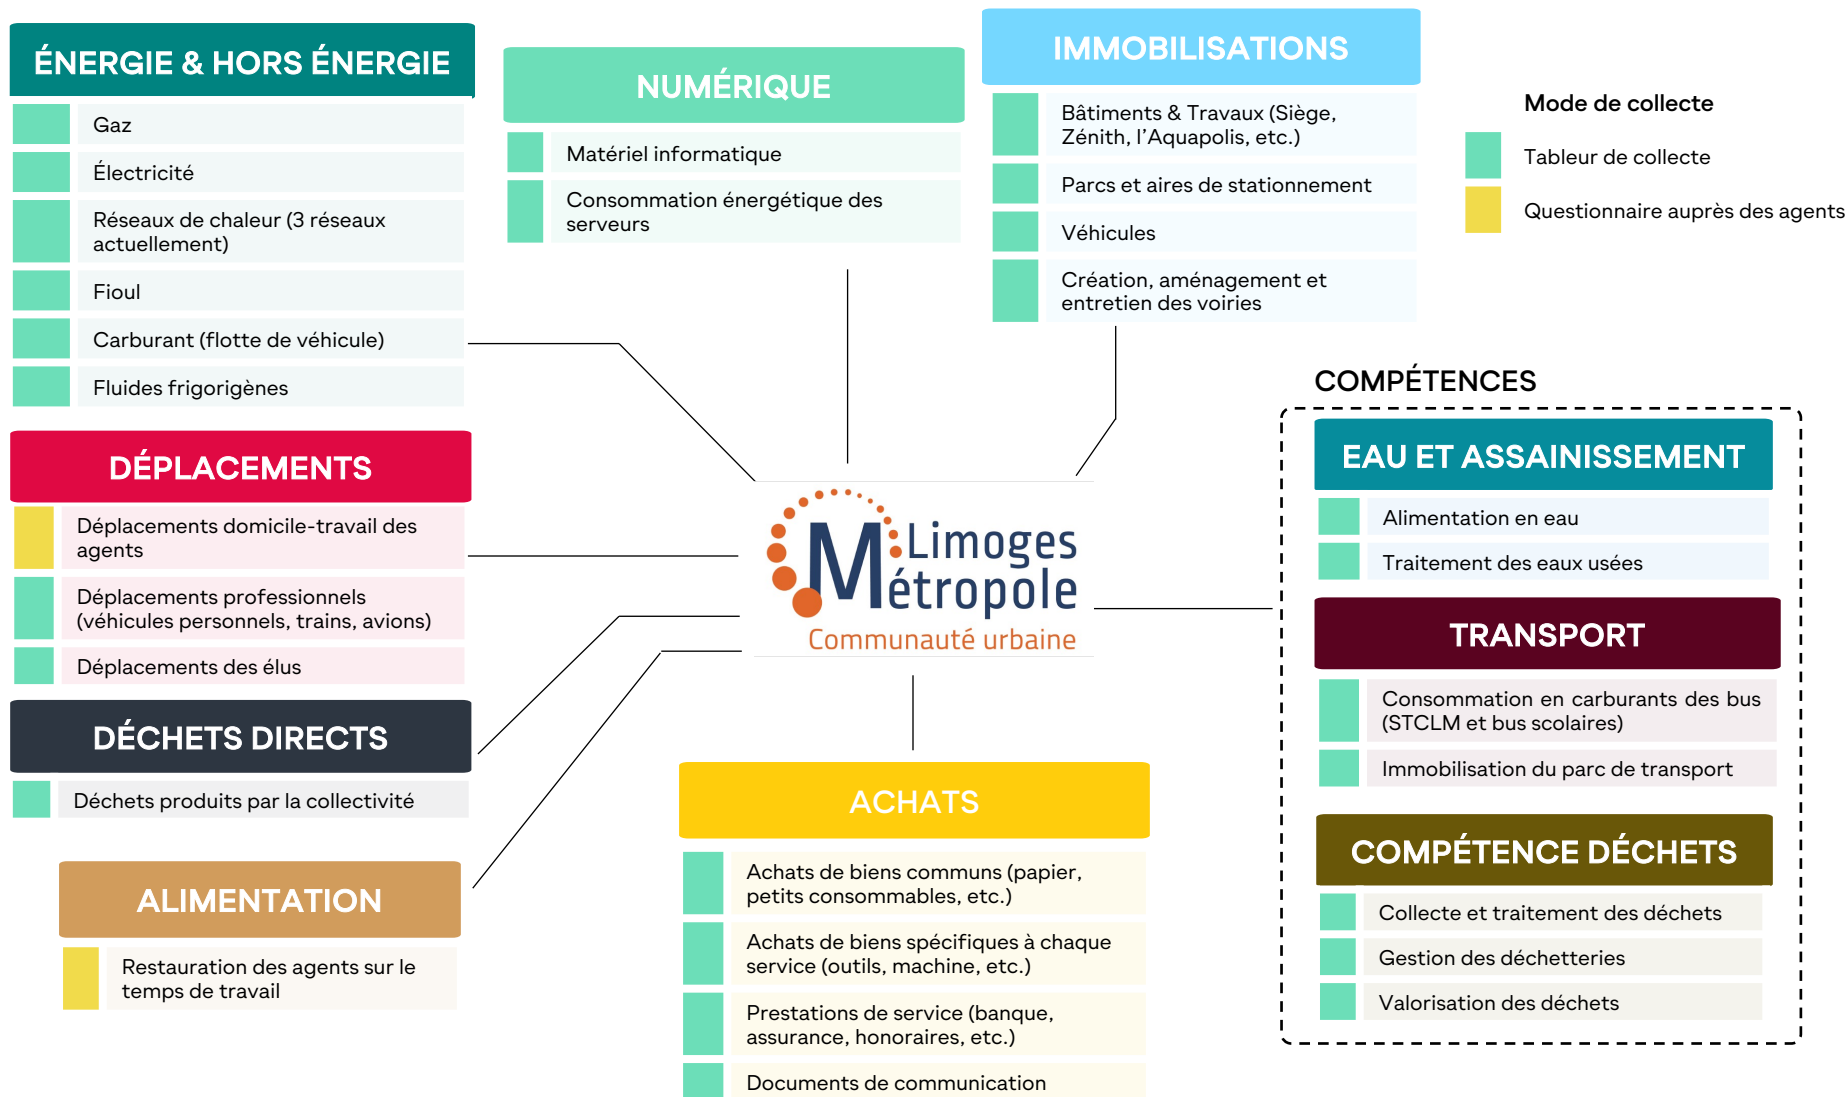 ÉNERGIE & HORS ÉNERGIE
Gaz
Électricité
Réseaux de chaleur (3 réseaux
actuellement)
Fioul
Carburant (flotte de véhicule)
Fluides frigorigènes
NUMÉRIQUE
Matériel informatique
Consommation énergétique des
serveurs
IMMOBILISATIONS
Bâtiments & Travaux (Siège,
Zénith, l'Aquapolis, etc.)
Parcs et aires de stationnement
Véhicules
Création, aménagement et
entretien des voiries
Mode de collecte
Tableur de collecte
Questionnaire auprès des agents
DÉPLACEMENTS
Déplacements domicile-travail des
agents
Déplacements professionnels
(véhicules personnels, trains, avions)
Déplacements des élus
DÉCHETS DIRECTS
Déchets produits par la collectivité
ALIMENTATION
Restauration des agents sur le
temps de travail
Limoges
Métropole
Communauté urbaine
ACHATS
Achats de biens communs (papier,
petits consommables, etc.)
Achats de biens spécifiques à chaque
service (outils, machine, etc.)
Prestations de service (banque,
assurance, honoraires, etc.)
Documents de communication
COMPÉTENCES
EAU ET ASSAINISSEMENT
Alimentation en eau
Traitement des eaux usées
TRANSPORT
Consommation en carburants des bus
(STCLM et bus scolaires)
Immobilisation du parc de transport
COMPÉTENCE DÉCHETS
Collecte et traitement des déchets
Gestion des déchetteries
Valorisation des déchets